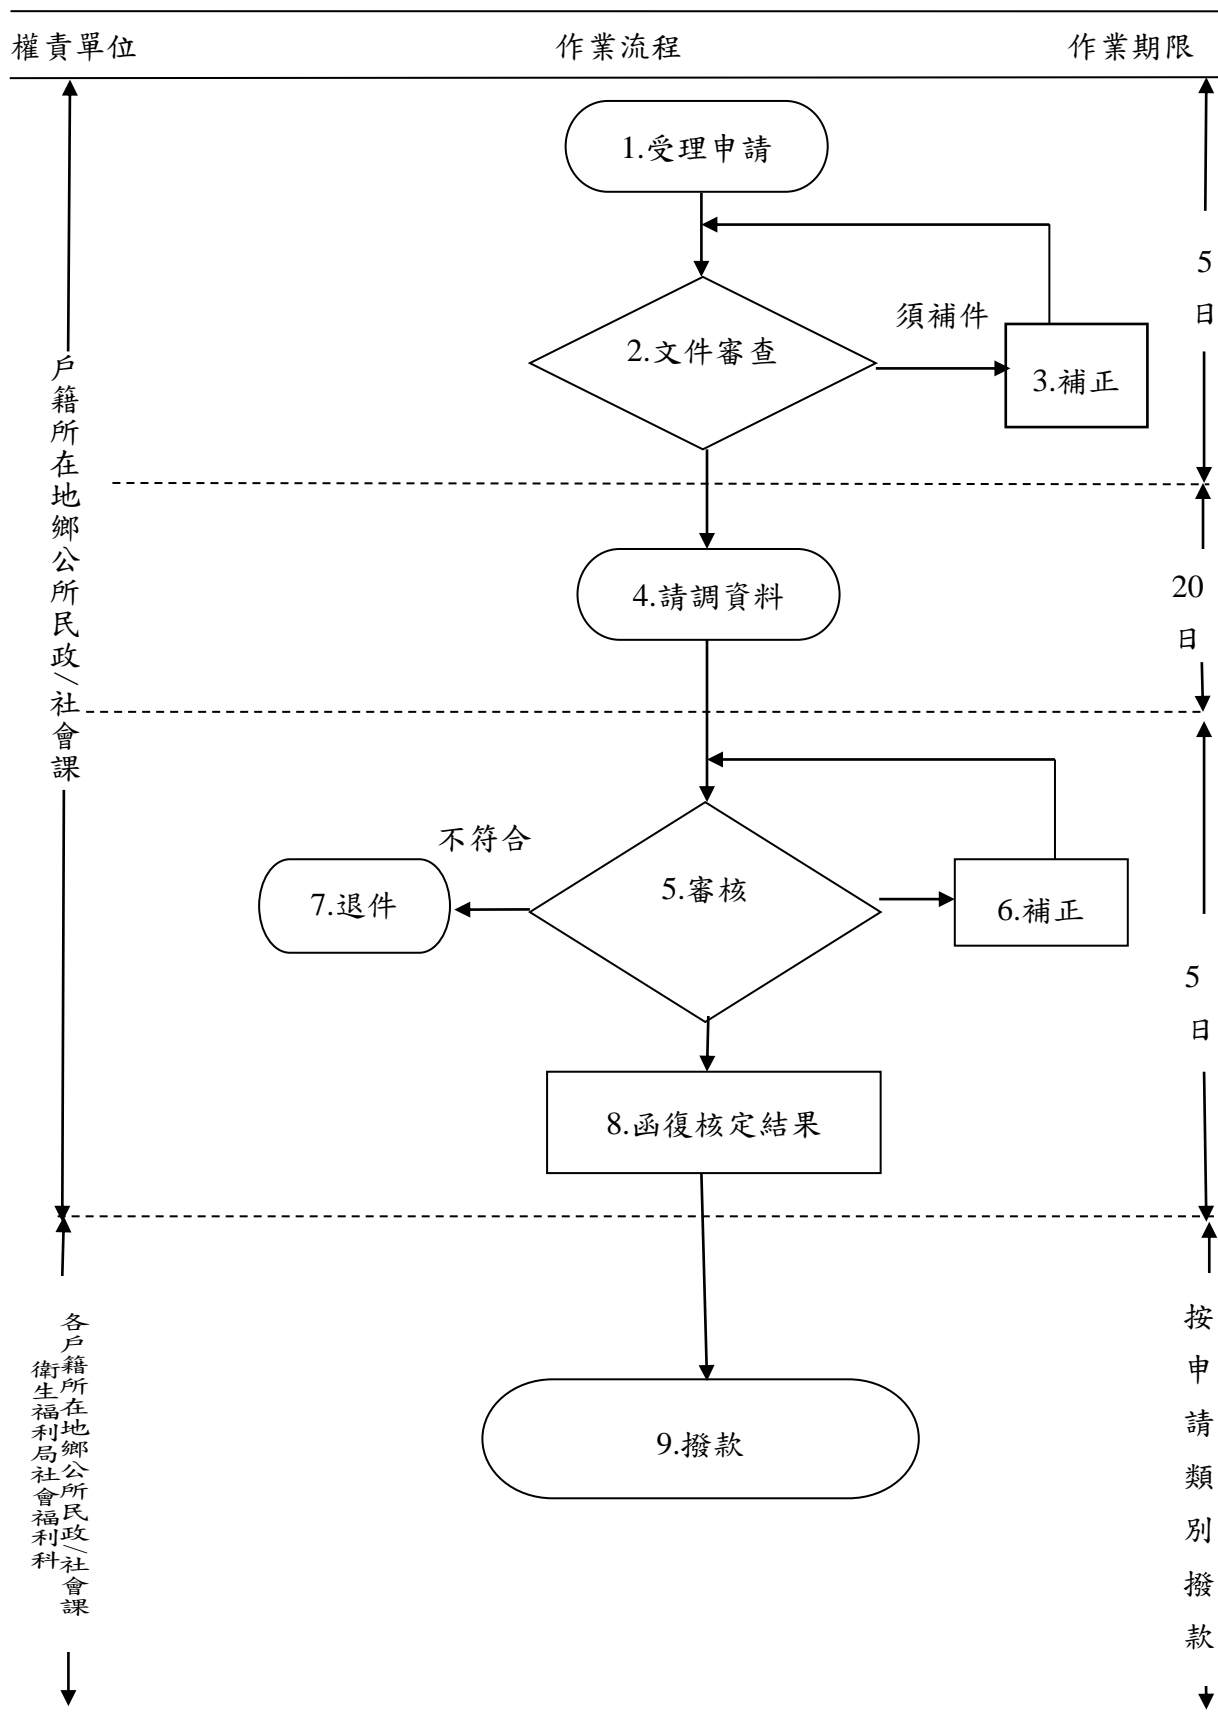 權責單位 作業流程 作業期限
1.受理申請
5
日
須補件
2.文件審查
3.補正
戶籍所在地鄉公所民政/社會課
4.請調資料
20
日
不符合
5.審核
7.退件
6.補正
5
日
8.函復核定結果
各戶籍所在地鄉公所民政/社會課
衛生福利局社會福利科
按申請類別撥款
9.撥款